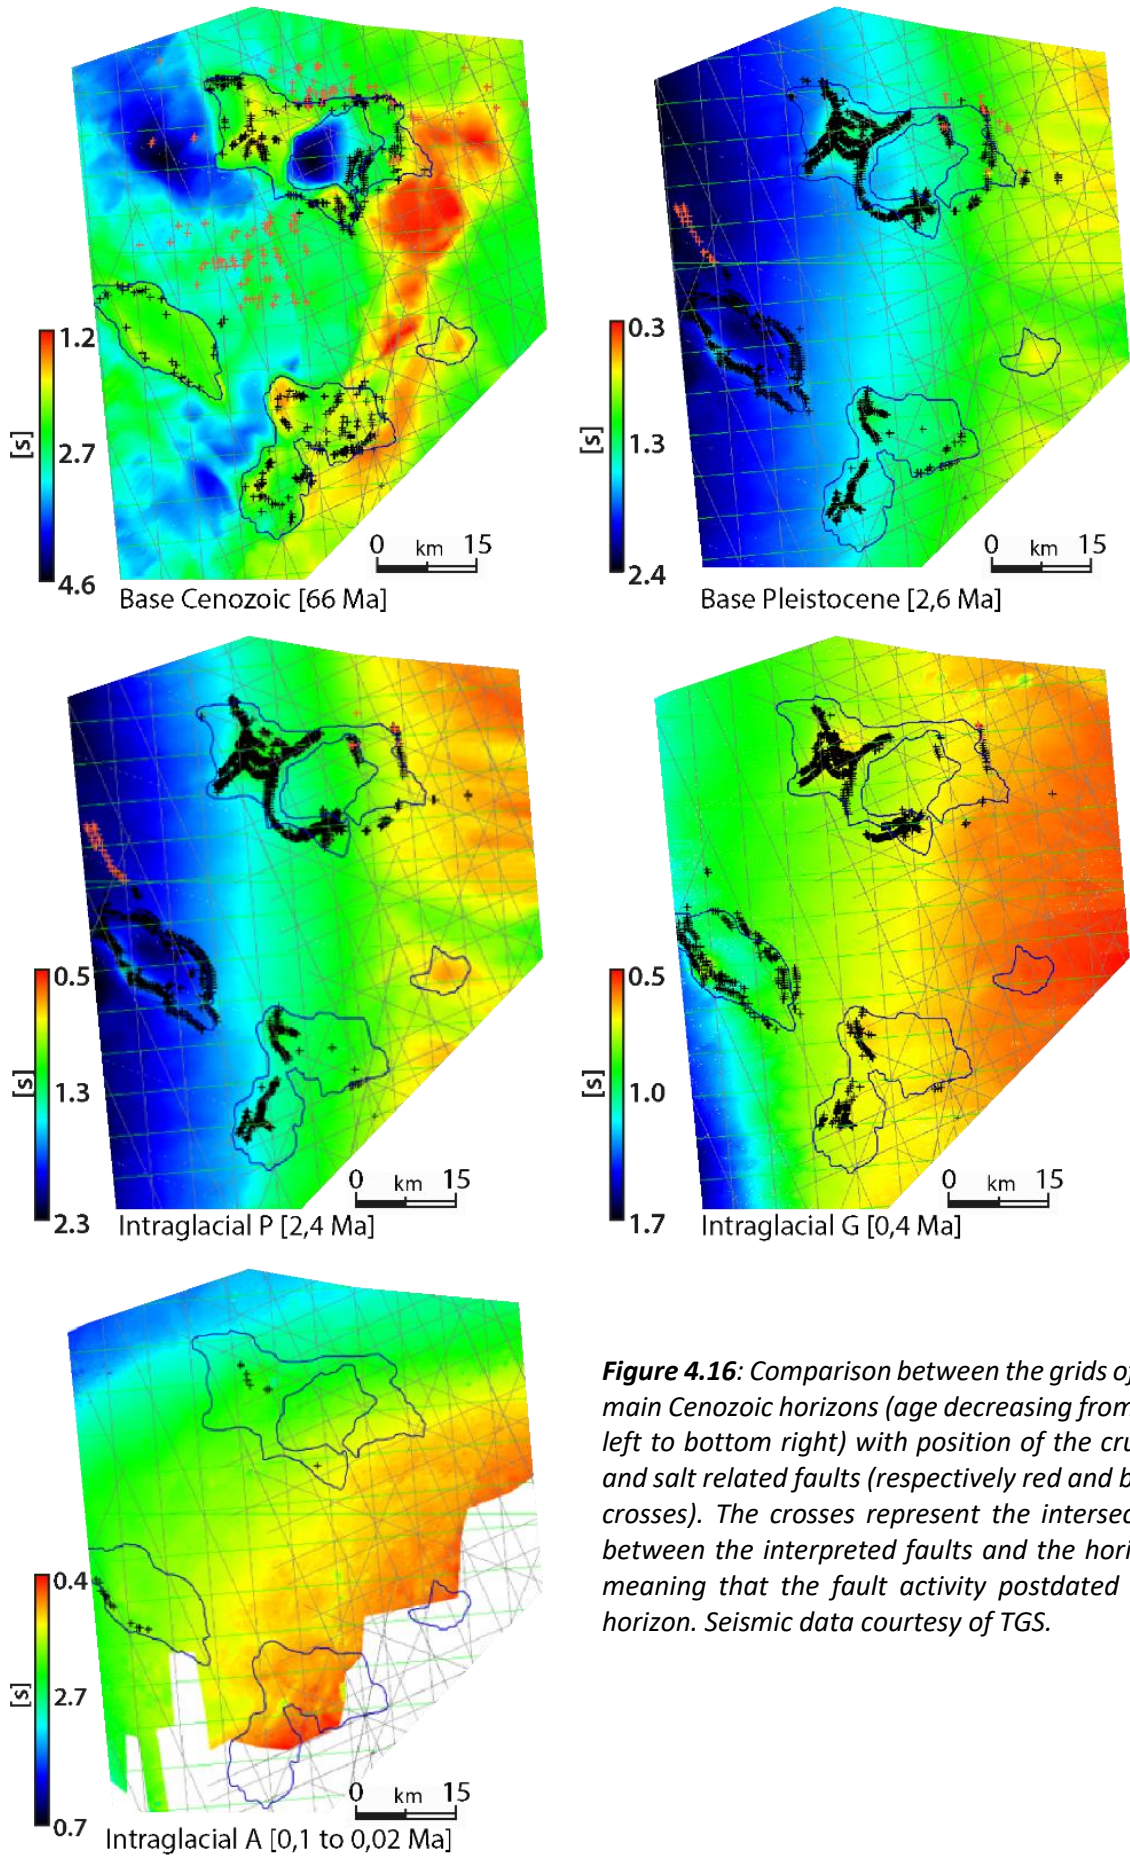 1.2
[s]
2.7
4.6
0 km 15
Base Cenozoic [66 Ma]
0.3
[s]
1.3
2.4
0 km 15
Base Pleistocene [2,6 Ma]
0.5
[s]
1.3
2.3
0 km 15
Intraglacial P [2,4 Ma]
0.5
[s]
1.0
1.7
0 km 15
Intraglacial G [0,4 Ma]
0.4
[s]
2.7
0.7
0 km 15
Intraglacial A [0,1 to 0,02 Ma]
Figure 4.16: Comparison between the grids of
main Cenozoic horizons (age decreasing from
left to bottom right) with position of the cru
and salt related faults (respectively red and b
crosses). The crosses represent the intersec
between the interpreted faults and the hori
meaning that the fault activity postdated
horizon. Seismic data courtesy of TGS.